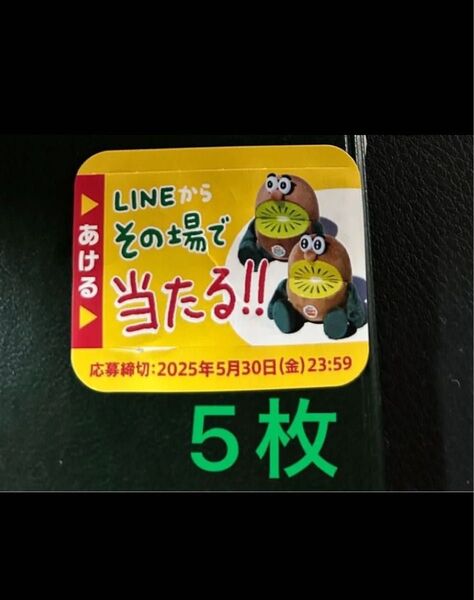 LINEから
その場で
当たる!!
▶あける▶
応募締切:2025年5月30日(金)23:59
5枚